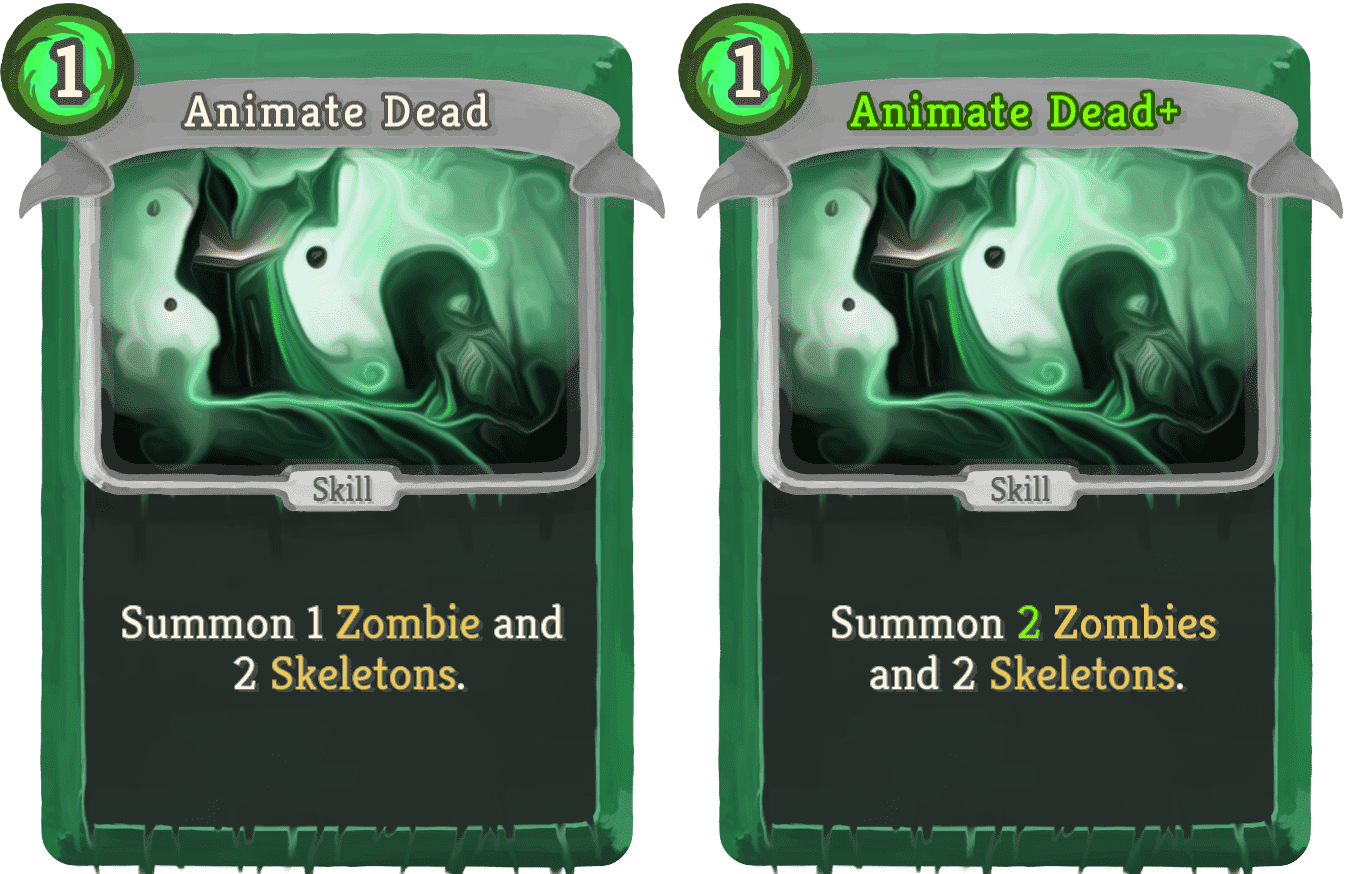 1
Animate Dead
Skill
Summon 1 Zombie and
2 Skeletons.
1
Animate Dead+
Skill
Summon 2 Zombies
and 2 Skeletons.